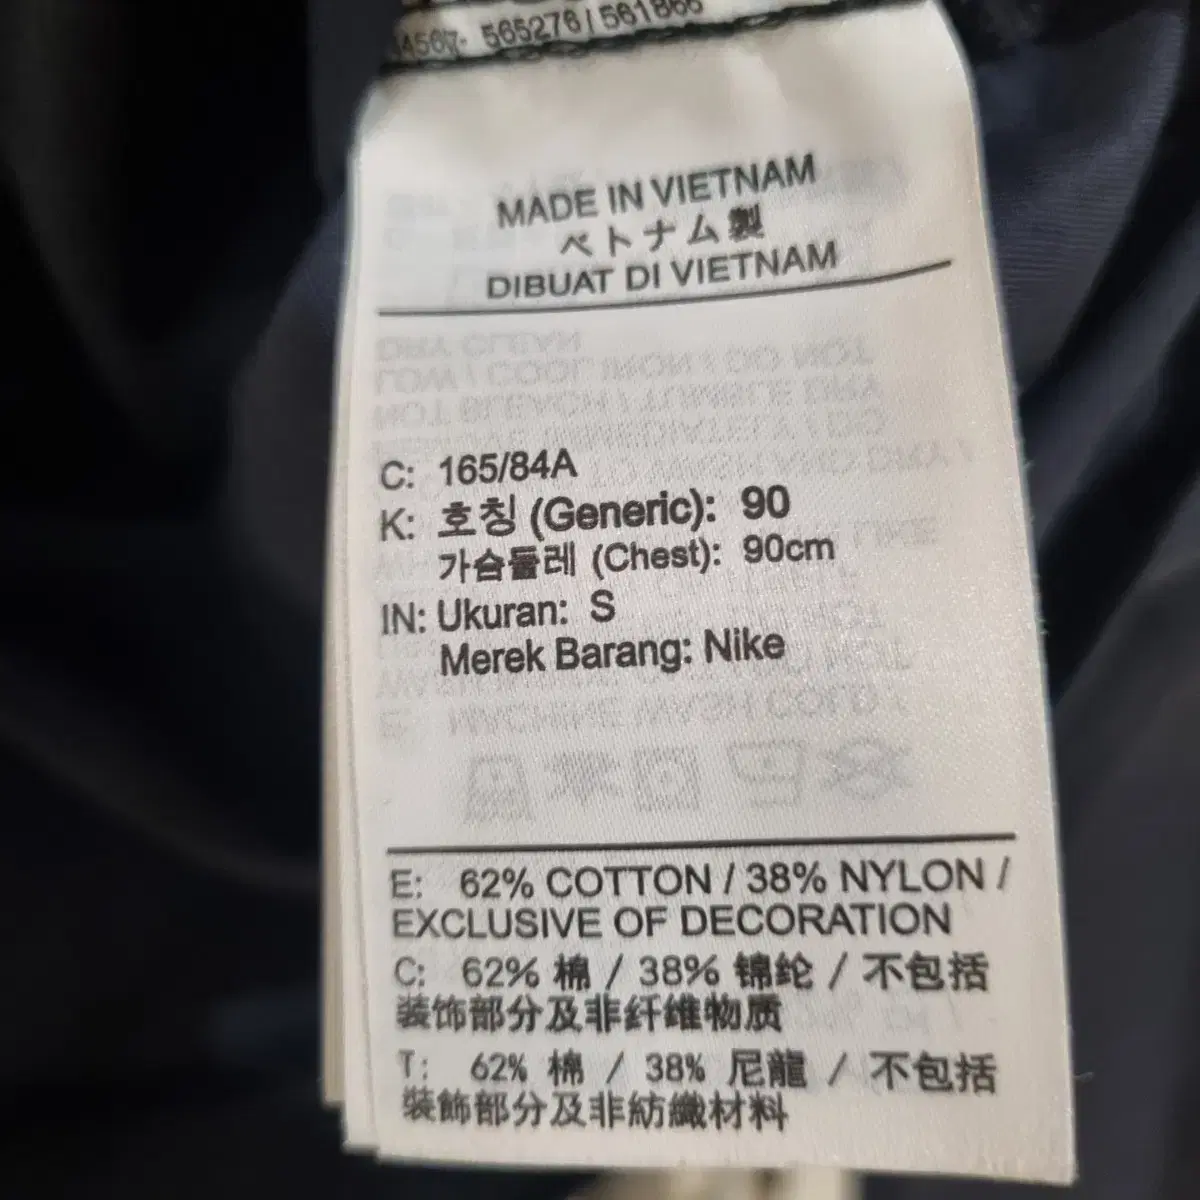 565276 / 561866
MADE IN VIETNAM
ベトナム製
DIBUAT DI VIETNAM
C: 165/84A
K: 호칭 (Generic): 90
가슴둘레 (Chest): 90cm
IN: Ukuran: S
Merek Barang: Nike
E: 62% COTTON / 38% NYLON /
EXCLUSIVE OF DECORATION
C: 62% 棉 / 38% 锦纶 / 不包括
装饰部分及非纤维物质
T: 62% 棉 / 38% 尼龍 / 不包括
裝飾部分及非紡織材料